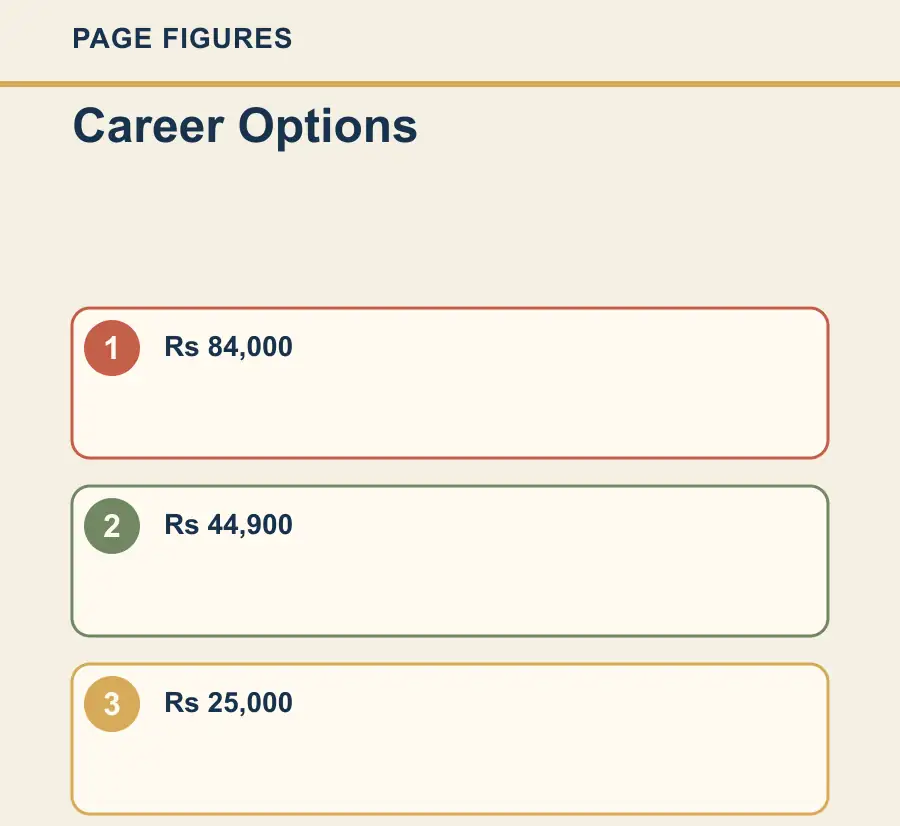 PAGE FIGURES
Career Options
1 Rs 84,000
2 Rs 44,900
3 Rs 25,000